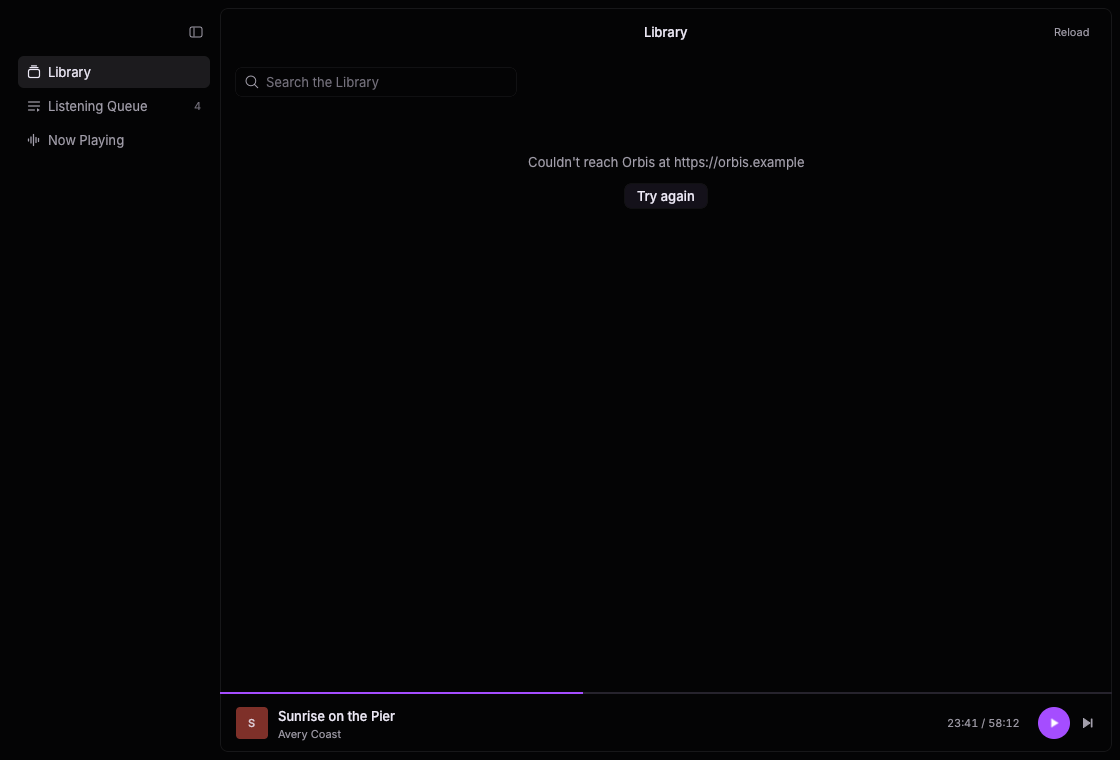 Library
Listening Queue 4
Now Playing
Library
Reload
Search the Library
Couldn't reach Orbis at https://orbis.example
Try again
S
Sunrise on the Pier
Avery Coast
23:41 / 58:12